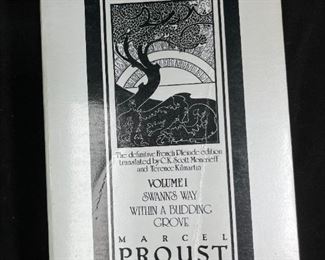 The definitive French Pleiade edition
translated by C.K. Scott Moncrieff
and Terence Kilmartin
VOLUME I
SWANN'S WAY
WITHIN A BUDDING
GROVE
MARCEL
PROUST